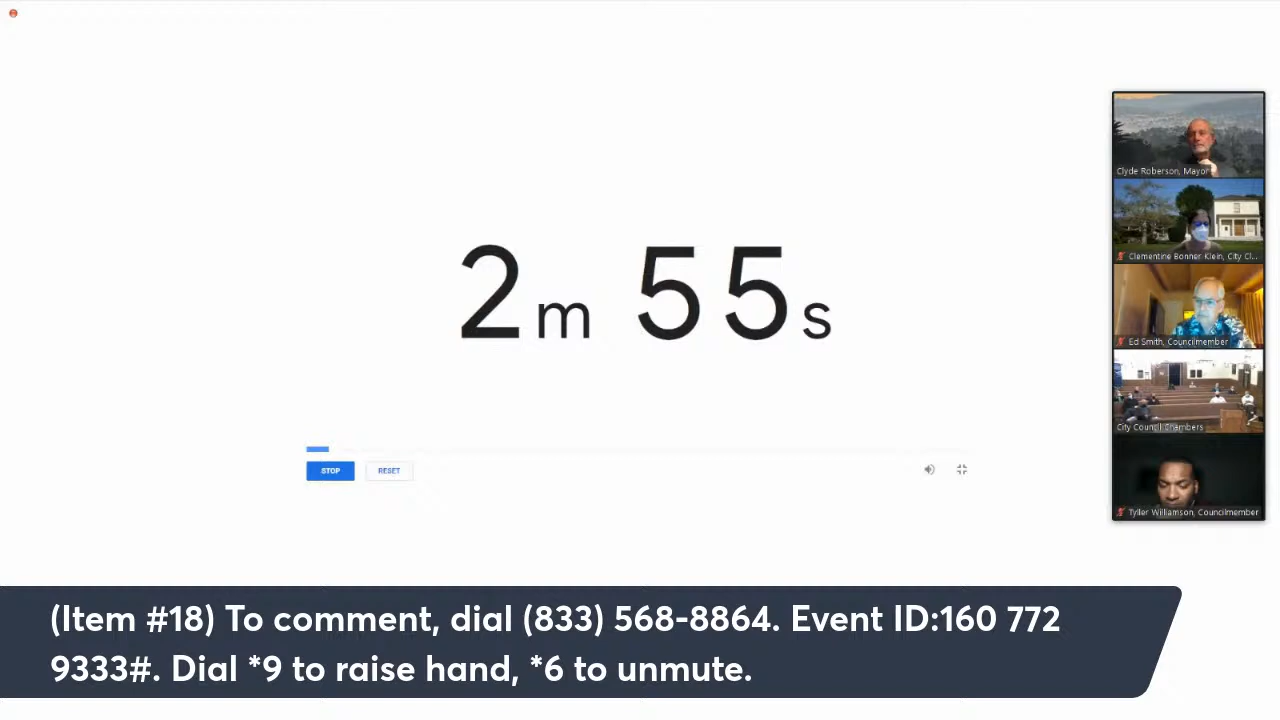 2m 55s
STOP
RESET
Clyde Roberson, Mayor
Clementine Bonner Klein, City Cl...
Ed Smith, Councilmember
City Council Chambers
Tyller Williamson, Councilmember
(Item #18) To comment, dial (833) 568-8864. Event ID:160 772
9333#. Dial *9 to raise hand, *6 to unmute.